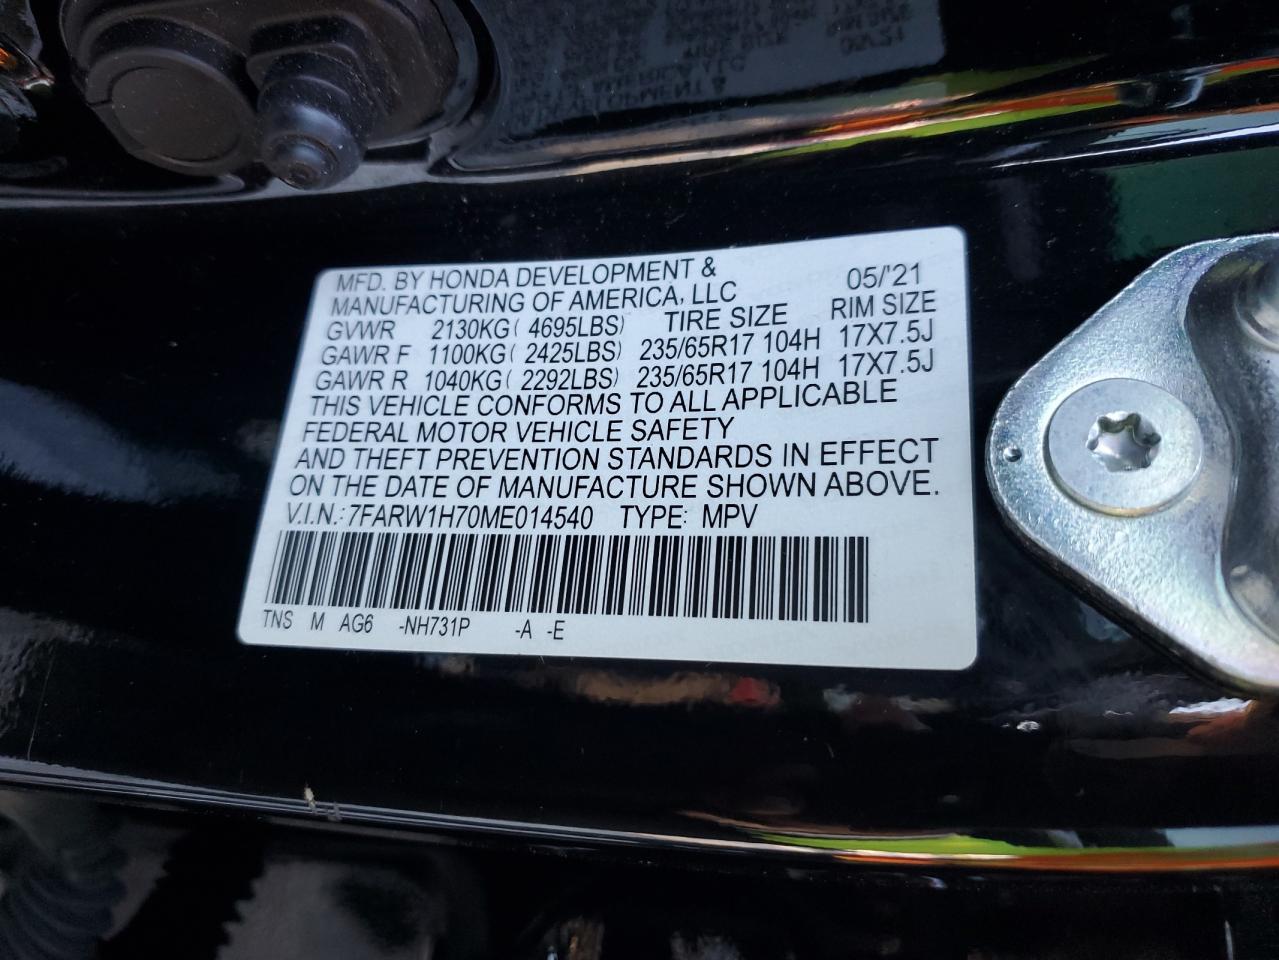 MFD. BY HONDA DEVELOPMENT &
MANUFACTURING OF AMERICA, LLC 05/'21
GVWR 2130KG( 4695LBS) TIRE SIZE RIM SIZE
GAWR F 1100KG( 2425LBS) 235/65R17 104H 17X7.5J
GAWR R 1040KG( 2292LBS) 235/65R17 104H 17X7.5J
THIS VEHICLE CONFORMS TO ALL APPLICABLE
FEDERAL MOTOR VEHICLE SAFETY
AND THEFT PREVENTION STANDARDS IN EFFECT
ON THE DATE OF MANUFACTURE SHOWN ABOVE.
V.I.N.: 7FARW1H70ME014540 TYPE: MPV
TNS M AG6 -NH731P -A -E